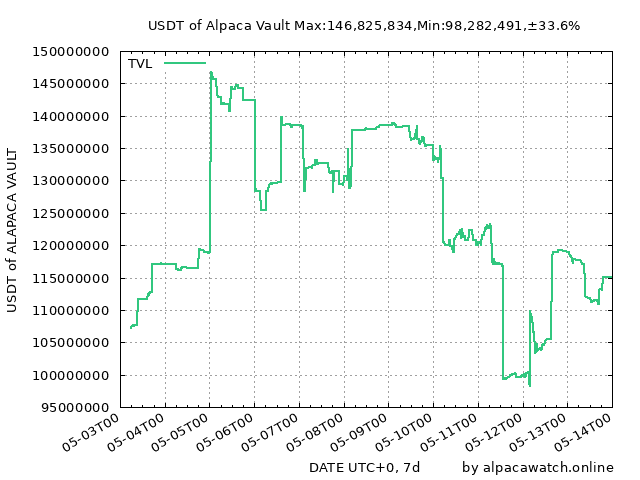 USDT of Alpaca Vault Max:146,825,834,Min:98,282,491,±33.6%
TVL
150000000
145000000
140000000
135000000
130000000
125000000
120000000
115000000
110000000
105000000
100000000
95000000
USDT of ALAPACA VAULT
05-03T00
05-04T00
05-05T00
05-06T00
05-07T00
05-08T00
05-09T00
05-10T00
05-11T00
05-12T00
05-13T00
05-14T00
DATE UTC+0, 7d
by alpacawatch.online